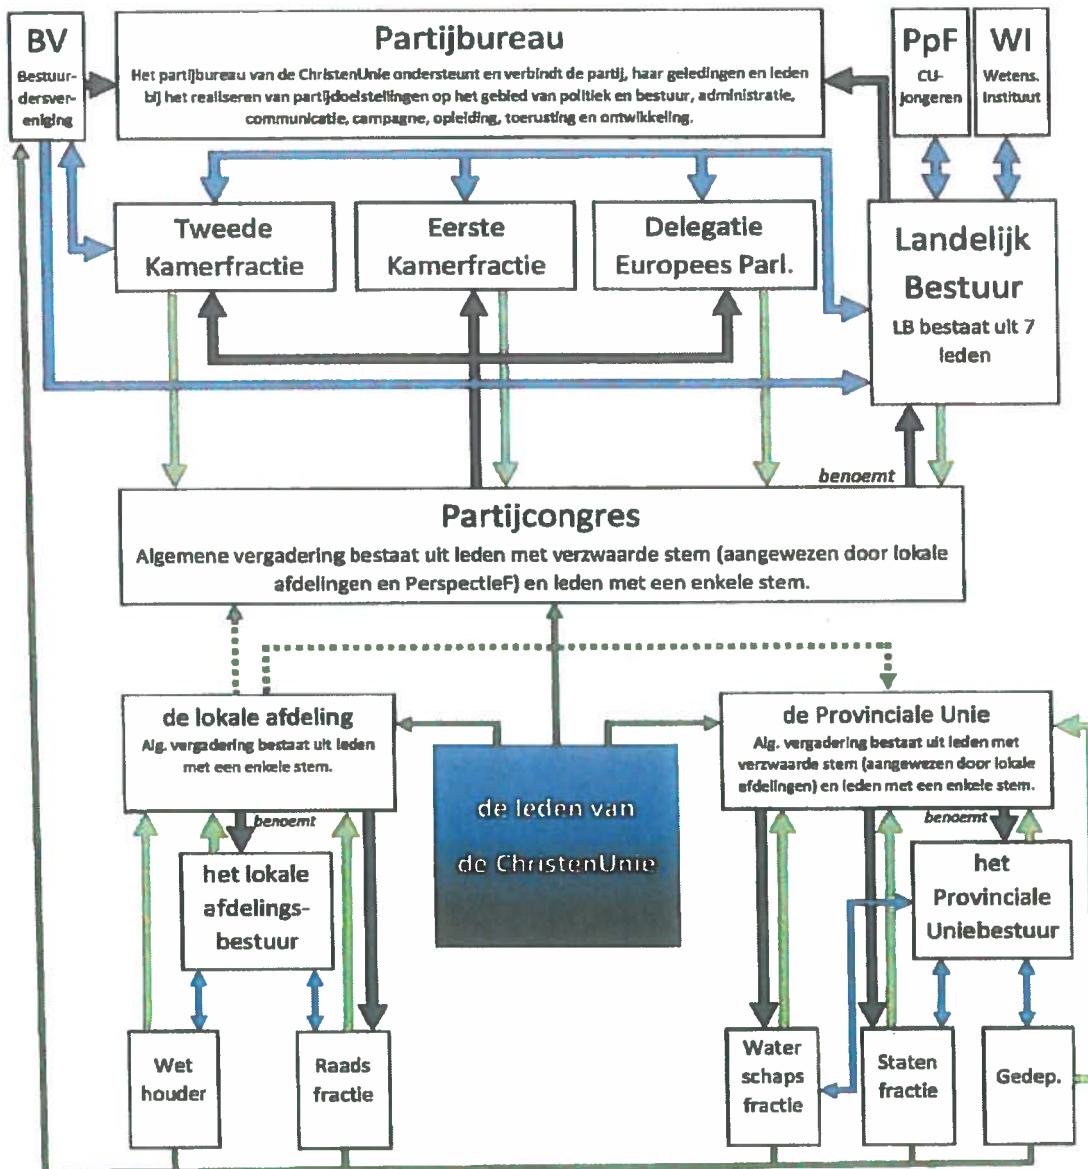 BV
Bestuur-
dersver-
eniging
Partijbureau
Het partijbureau van de ChristenUnie ondersteunt en verbindt de partij, haar geledingen en leden
bij het realiseren van partijdoelstellingen op het gebied van politiek en bestuur, administratie,
communicatie, campagne, opleiding, toerusting en ontwikkeling.
PpF
CU-
jongeren
WI
Wetens.
Instituut
Tweede
Kamerfractie
Eerste
Kamerfractie
Delegatie
Europees Parl.
Landelijk
Bestuur
LB bestaat uit 7
leden
benoemt
Partijcongres
Algemene vergadering bestaat uit leden met verzwaarde stem (aangewezen door lokale
afdelingen en PerspectieF) en leden met een enkele stem.
de lokale afdeling
Alg. vergadering bestaat uit leden
met een enkele stem.
de Provinciale Unie
Alg. vergadering bestaat uit leden met
verzwaarde stem (aangewezen door lokale
afdelingen) en leden met een enkele stem.
de leden van
de ChristenUnie
benoemt
benoemt
het lokale
afdelings-
bestuur
het
Provinciale
Uniebestuur
Wet
houder
Raads
fractie
Water
schaps
fractie
Staten
fractie
Gedep.